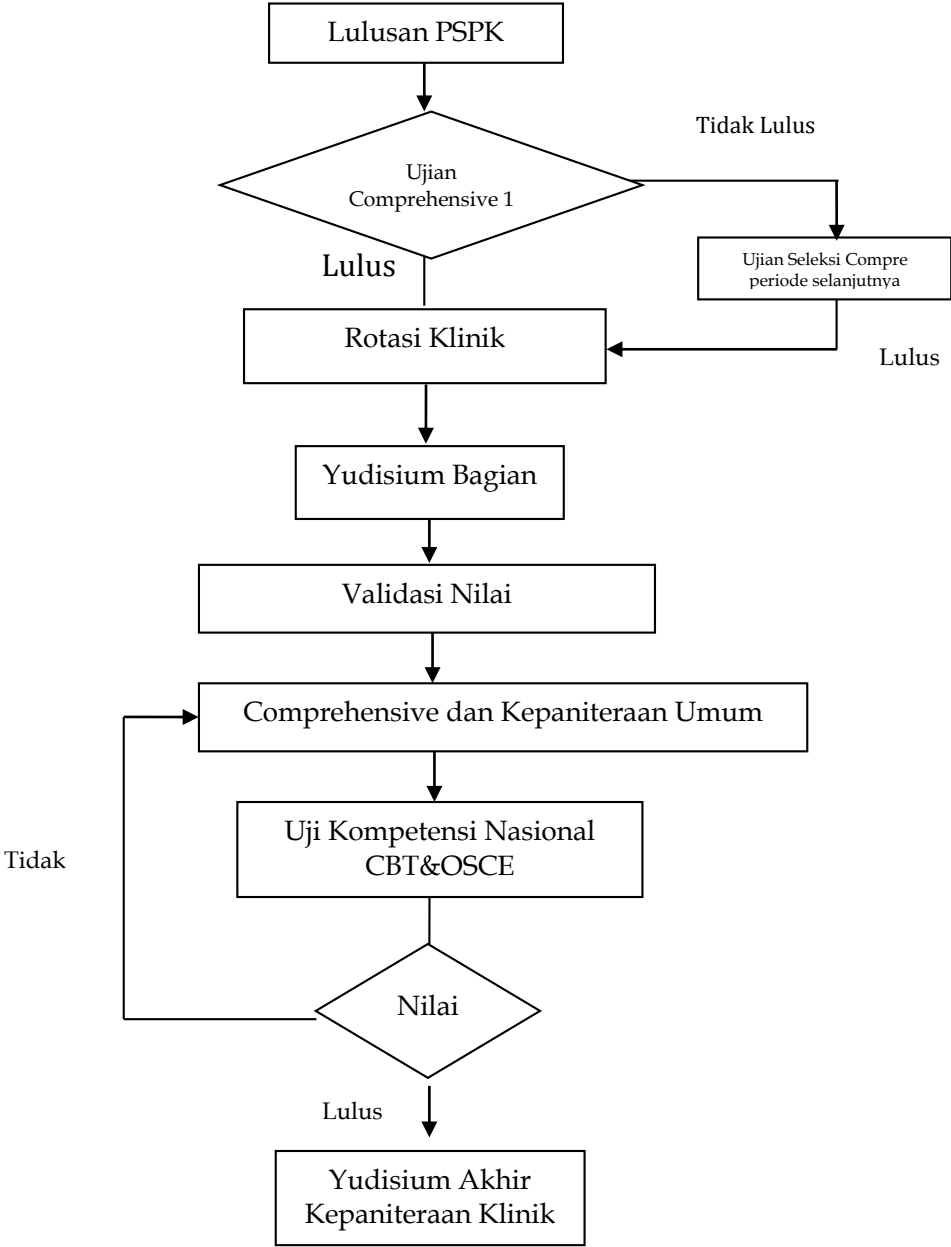 Lulusan PSPK
Tidak Lulus
Ujian
Comprehensive 1
Ujian Seleksi Compre
periode selanjutnya
Lulus
Rotasi Klinik
Lulus
Yudisium Bagian
Validasi Nilai
Comprehensive dan Kepaniteraan Umum
Uji Kompetensi Nasional
CBT&OSCE
Tidak
Nilai
Lulus
Yudisium Akhir
Kepaniteraan Klinik